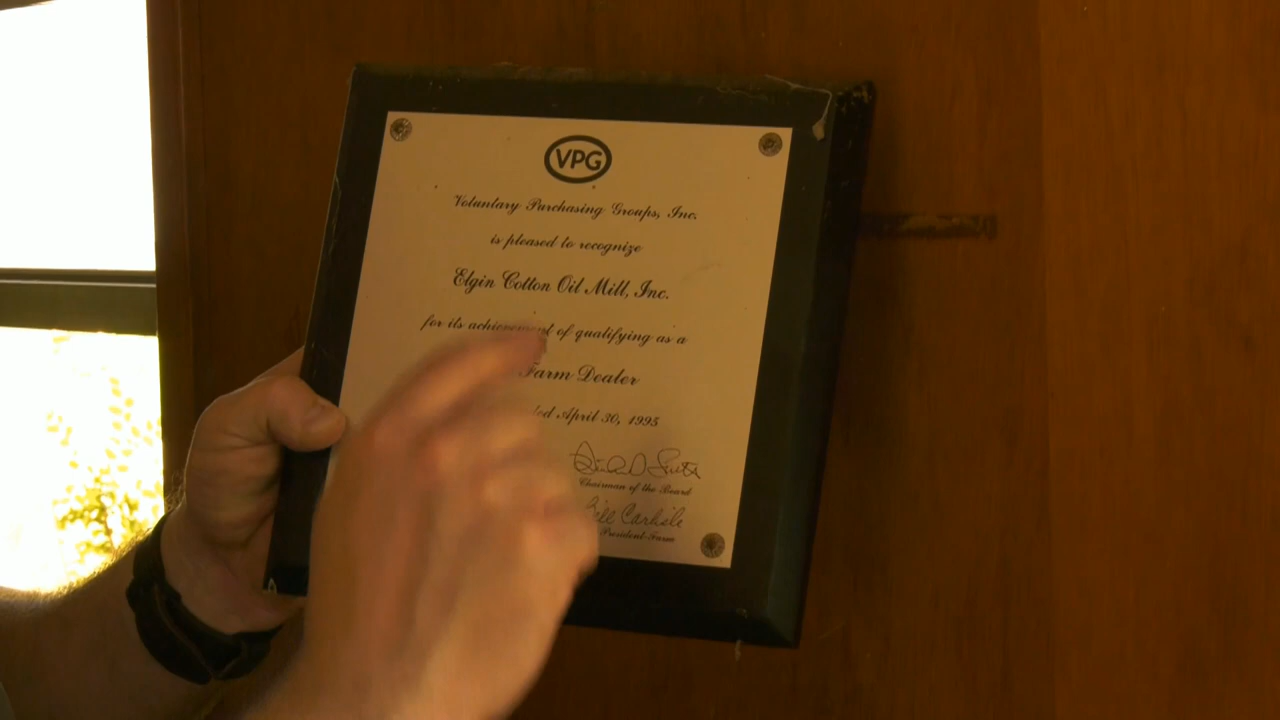 VPG
Voluntary Purchasing Groups, Inc.
is pleased to recognize
Elgin Cotton Oil Mill, Inc.
for its achievement of qualifying as a
Farm Dealer
April 30, 1995
Chairman of the Board
Bill Carlisle
President-Farm